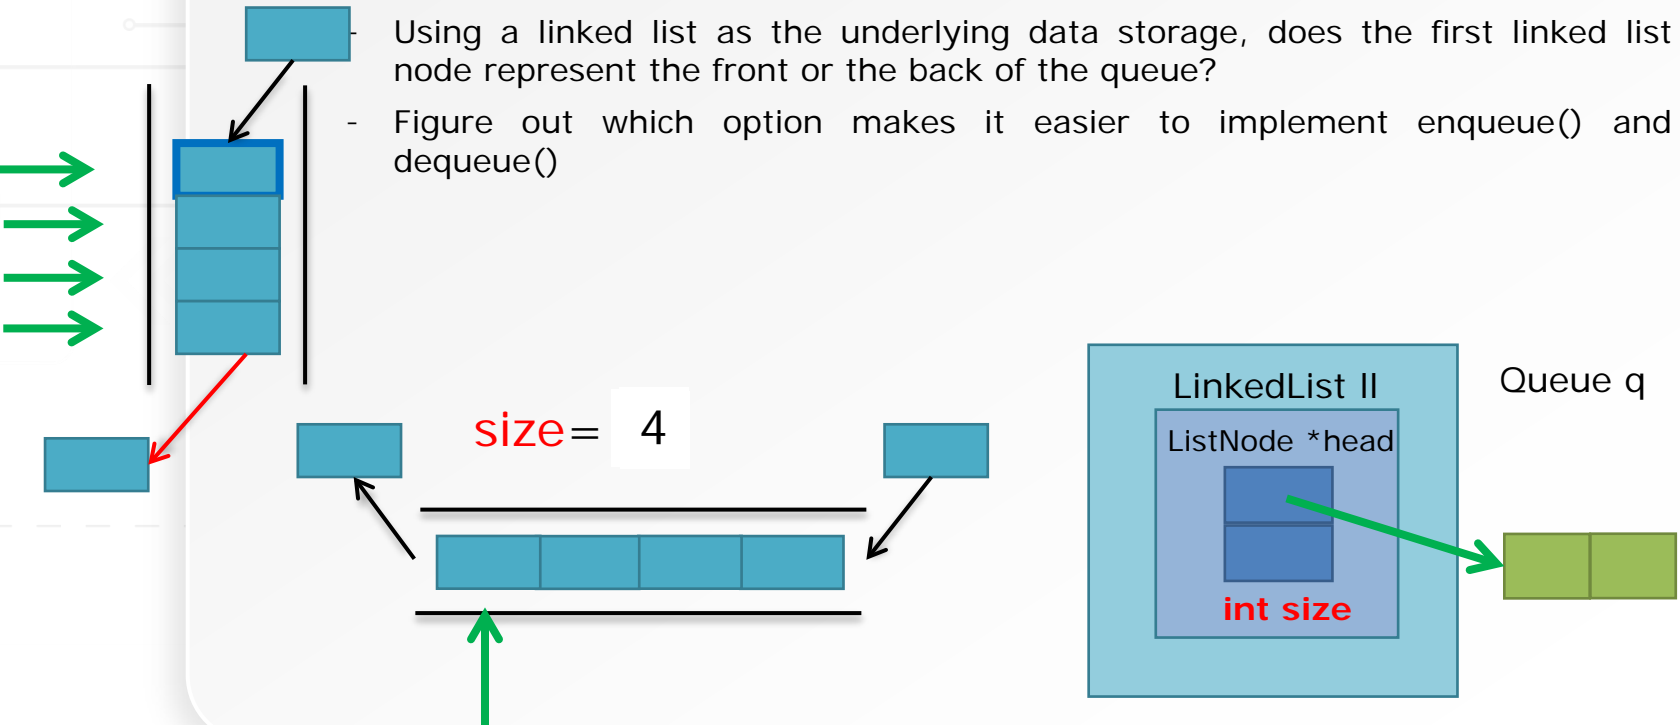 - Using a linked list as the underlying data storage, does the first linked list
node represent the front or the back of the queue?
- Figure out which option makes it easier to implement enqueue() and
dequeue()
size= 4
LinkedList ll
Queue q
ListNode *head
int size